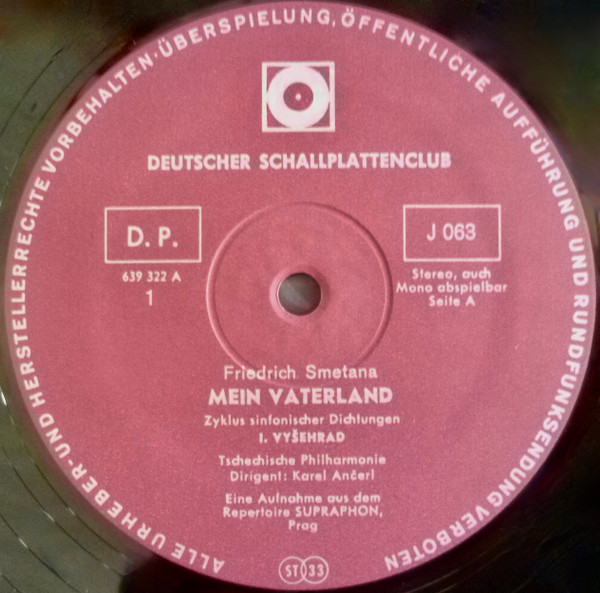 ALLE URHEBER- UND HERSTELLERRECHTE VORBEHALTEN · ÜBERSPIELUNG, ÖFFENTLICHE AUFFÜHRUNG UND RUNDFUNKSENDUNG VERBOTEN
DEUTSCHER SCHALLPLATTENCLUB
D. P.
639 322 A
1
J 063
Stereo, auch
Mono abspielbar
Seite A
Friedrich Smetana
MEIN VATERLAND
Zyklus sinfonischer Dichtungen
I. VYŠEHRAD
Tschechische Philharmonie
Dirigent: Karel Ančerl
Eine Aufnahme aus dem
Repertoire SUPRAPHON,
Prag
ST 33